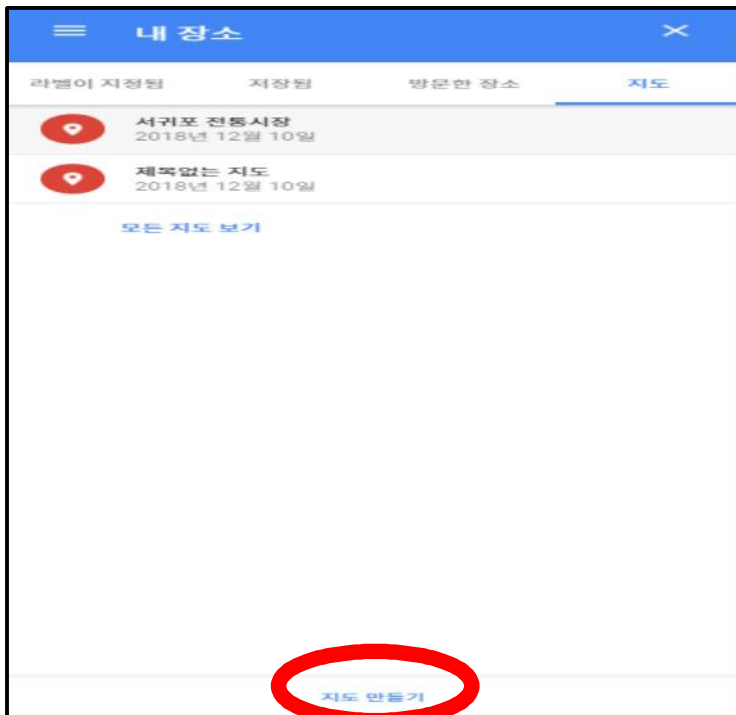 내 장소
라벨이 지정됨 저장됨 방문한 장소 지도
서귀포 전통시장
2018년 12월 10일
제목없는 지도
2018년 12월 10일
모든 지도 보기
지도 만들기